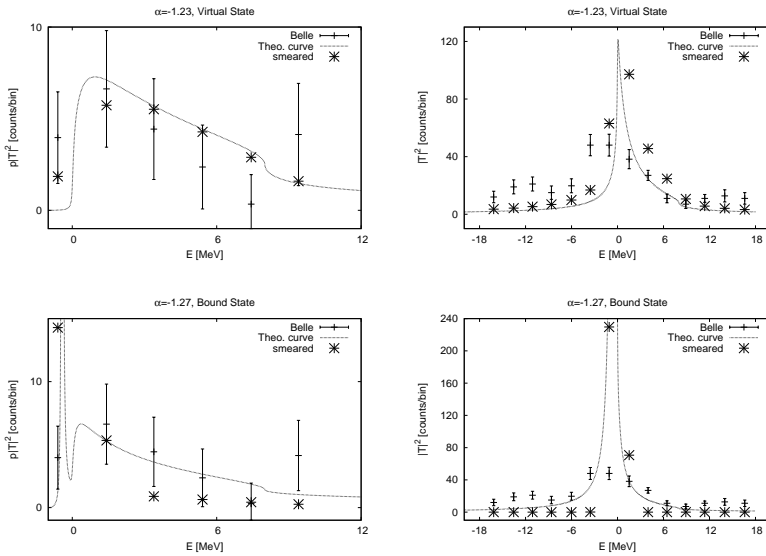 α=-1.23, Virtual State
10
5
0
p|T|² [counts/bin]
Belle
Theo. curve
smeared
0
6
12
E [MeV]
α=-1.23, Virtual State
120
80
40
0
|T|² [counts/bin]
Belle
Theo. curve
smeared
-18
-12
-6
0
6
12
18
E [MeV]
α=-1.27, Bound State
10
0
p|T|² [counts/bin]
Belle
Theo. curve
smeared
0
6
12
E [MeV]
α=-1.27, Bound State
240
200
160
120
80
40
0
|T|² [counts/bin]
Belle
Theo. curve
smeared
-18
-12
-6
0
6
12
18
E [MeV]